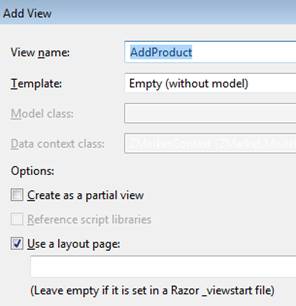 Add View
View name:
AddProduct
Template:
Empty (without model)
Model class:
Data context class:
Options:
Create as a partial view
Reference script libraries
Use a layout page:
(Leave empty if it is set in a Razor _viewstart file)